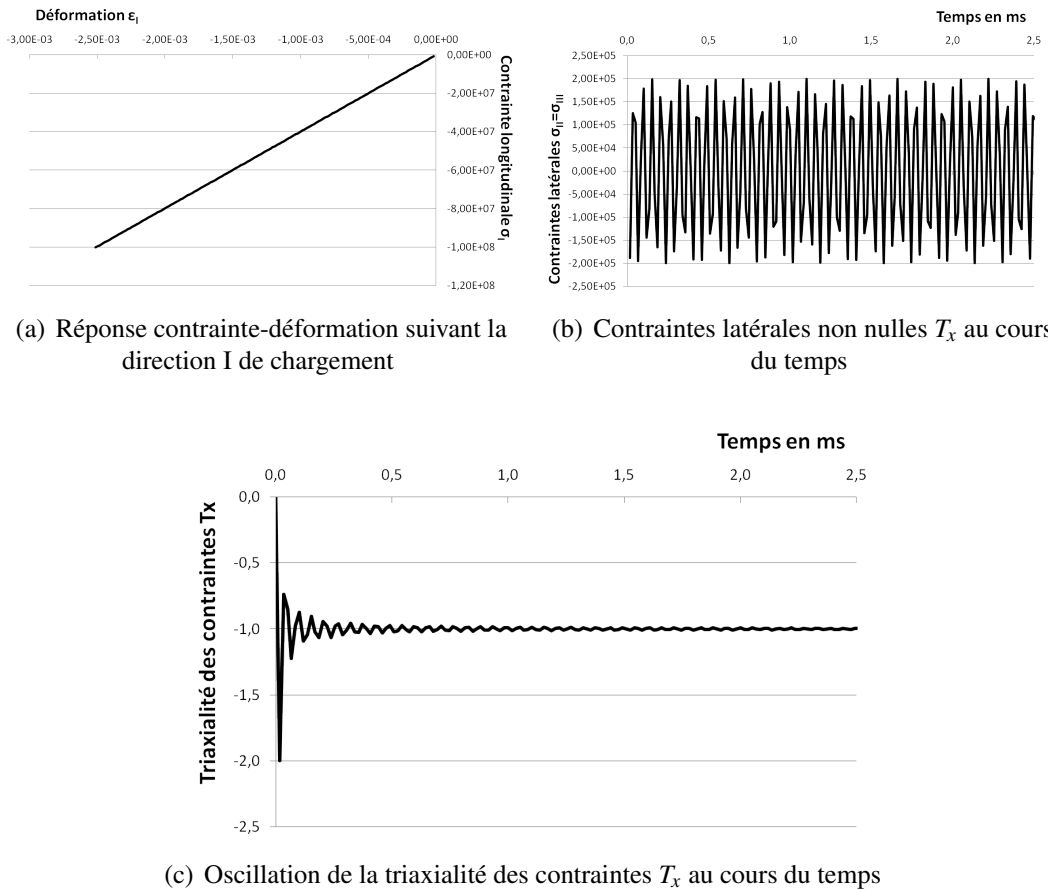 Déformation ε_I
-3,00E-03 -2,50E-03 -2,00E-03 -1,50E-03 -1,00E-03 -5,00E-04 0,00E+00
0,00E+00
-2,00E+07
-4,00E+07
-6,00E+07
-8,00E+07
-1,00E+08
-1,20E+08
Contrainte longitudinale σ_I
Temps en ms
0,0 0,5 1,0 1,5 2,0 2,5
2,50E+05
2,00E+05
1,50E+05
1,00E+05
5,00E+04
0,00E+00
-5,00E+04
-1,00E+05
-1,50E+05
-2,00E+05
-2,50E+05
Contraintes latérales σ_II=σ_III
(a) Réponse contrainte-déformation suivant la
direction I de chargement
(b) Contraintes latérales non nulles T_x au cours
du temps
Temps en ms
0,0 0,5 1,0 1,5 2,0 2,5
0,0
-0,5
-1,0
-1,5
-2,0
-2,5
Triaxialité des contraintes Tx
(c) Oscillation de la triaxialité des contraintes T_x au cours du temps